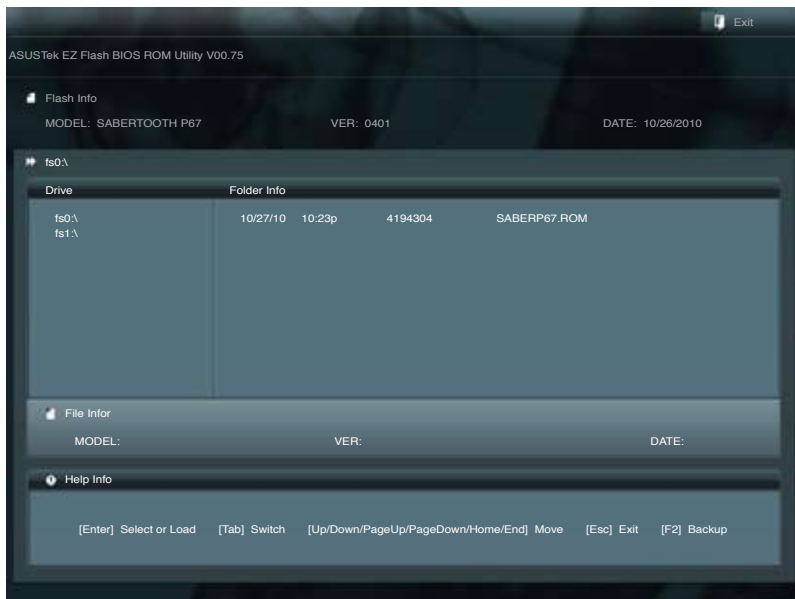 Exit
ASUSTek EZ Flash BIOS ROM Utility V00.75
Flash Info
MODEL: SABERTOOTH P67 VER: 0401 DATE: 10/26/2010
fs0:\
Drive Folder Info
fs0:\ 10/27/10 10:23p 4194304 SABERP67.ROM
fs1:\
File Infor
MODEL: VER: DATE:
Help Info
[Enter] Select or Load [Tab] Switch [Up/Down/PageUp/PageDown/Home/End] Move [Esc] Exit [F2] Backup